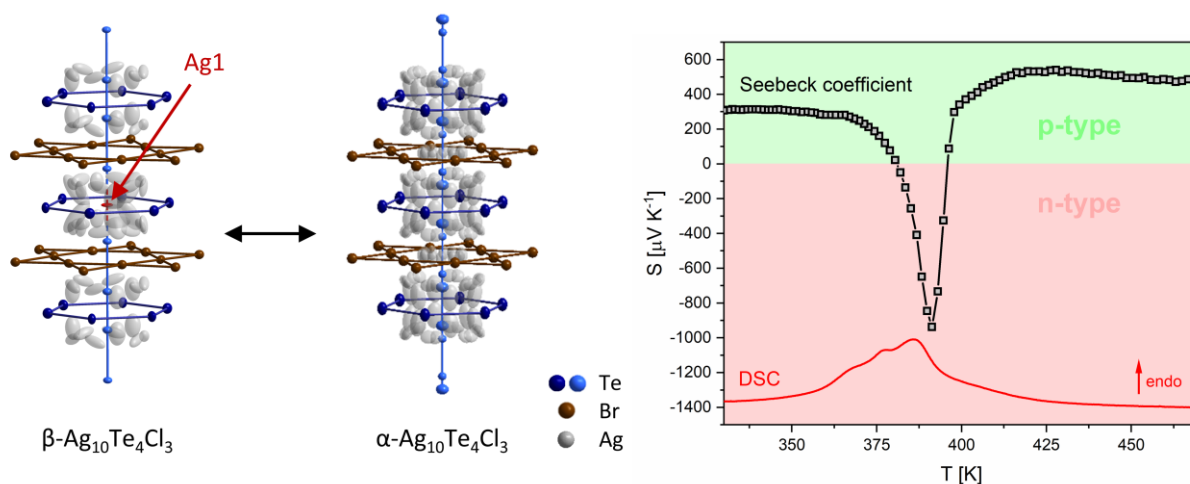 Ag1
Te
Br
Ag
β-Ag₁₀Te₄Cl₃
α-Ag₁₀Te₄Cl₃
600
400
200
0
-200
-400
-600
-800
-1000
-1200
-1400
S [μV K⁻¹]
Seebeck coefficient
p-type
n-type
DSC
endo
350
375
400
425
450
T [K]